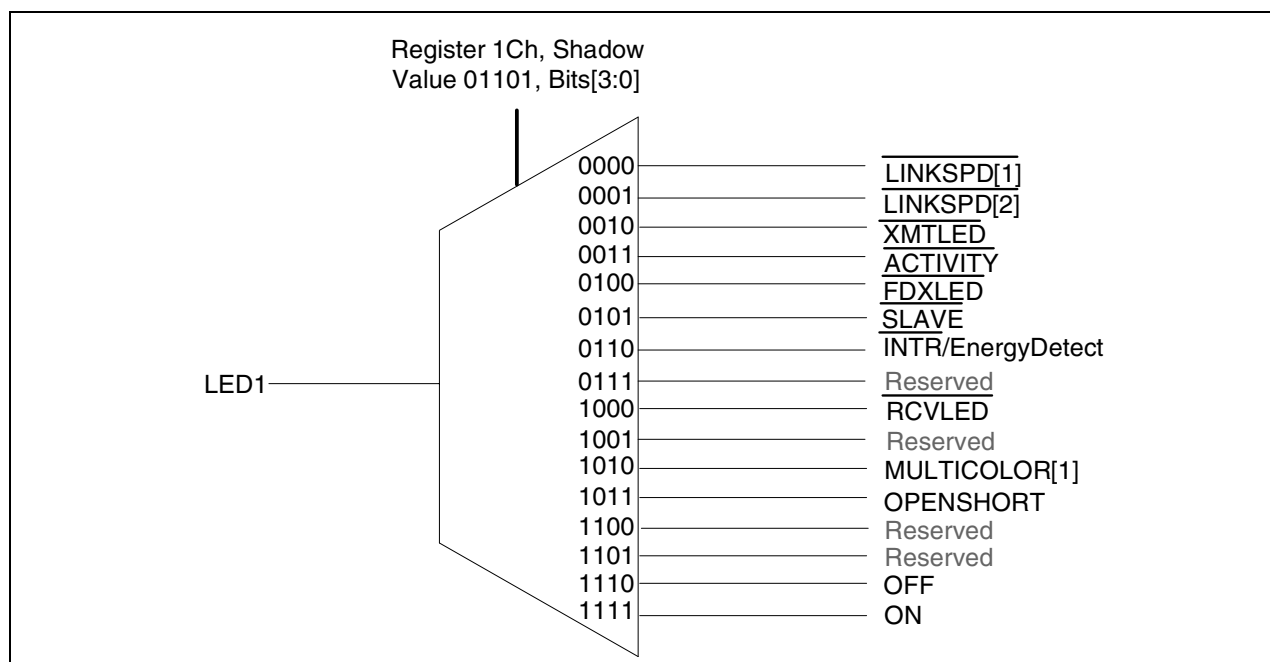 Register 1Ch, Shadow
Value 01101, Bits[3:0]
0000 LINKSPD[1]
0001 LINKSPD[2]
0010 XMTLED
0011 ACTIVITY
0100 FDXLED
0101 SLAVE
0110 INTR/EnergyDetect
LED1
0111 Reserved
1000 RCVLED
1001 Reserved
1010 MULTICOLOR[1]
1011 OPENSHORT
1100 Reserved
1101 Reserved
1110 OFF
1111 ON